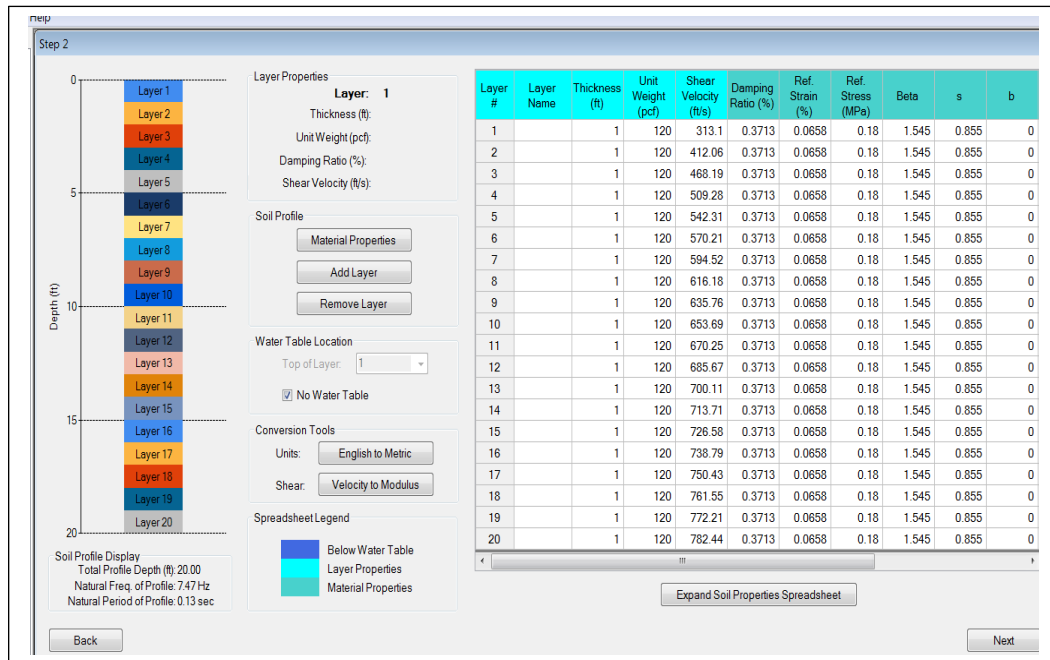 Help
Step 2
0
5
10
15
20
Depth (ft)
Layer 1
Layer 2
Layer 3
Layer 4
Layer 5
Layer 6
Layer 7
Layer 8
Layer 9
Layer 10
Layer 11
Layer 12
Layer 13
Layer 14
Layer 15
Layer 16
Layer 17
Layer 18
Layer 19
Layer 20
Soil Profile Display
Total Profile Depth (ft): 20.00
Natural Freq. of Profile: 7.47 Hz
Natural Period of Profile: 0.13 sec
Back
Layer Properties
Layer: 1
Thickness (ft):
Unit Weight (pcf):
Damping Ratio (%):
Shear Velocity (ft/s):
Soil Profile
Material Properties
Add Layer
Remove Layer
Water Table Location
Top of Layer: 1
No Water Table
Conversion Tools
Units: English to Metric
Shear: Velocity to Modulus
Spreadsheet Legend
Below Water Table
Layer Properties
Material Properties
Layer # Layer Name Thickness (ft) Unit Weight (pcf) Shear Velocity (ft/s) Damping Ratio (%) Ref. Strain (%) Ref. Stress (MPa) Beta s b
1 1 120 313.1 0.3713 0.0658 0.18 1.545 0.855 0
2 1 120 412.06 0.3713 0.0658 0.18 1.545 0.855 0
3 1 120 468.19 0.3713 0.0658 0.18 1.545 0.855 0
4 1 120 509.28 0.3713 0.0658 0.18 1.545 0.855 0
5 1 120 542.31 0.3713 0.0658 0.18 1.545 0.855 0
6 1 120 570.21 0.3713 0.0658 0.18 1.545 0.855 0
7 1 120 594.52 0.3713 0.0658 0.18 1.545 0.855 0
8 1 120 616.18 0.3713 0.0658 0.18 1.545 0.855 0
9 1 120 635.76 0.3713 0.0658 0.18 1.545 0.855 0
10 1 120 653.69 0.3713 0.0658 0.18 1.545 0.855 0
11 1 120 670.25 0.3713 0.0658 0.18 1.545 0.855 0
12 1 120 685.67 0.3713 0.0658 0.18 1.545 0.855 0
13 1 120 700.11 0.3713 0.0658 0.18 1.545 0.855 0
14 1 120 713.71 0.3713 0.0658 0.18 1.545 0.855 0
15 1 120 726.58 0.3713 0.0658 0.18 1.545 0.855 0
16 1 120 738.79 0.3713 0.0658 0.18 1.545 0.855 0
17 1 120 750.43 0.3713 0.0658 0.18 1.545 0.855 0
18 1 120 761.55 0.3713 0.0658 0.18 1.545 0.855 0
19 1 120 772.21 0.3713 0.0658 0.18 1.545 0.855 0
20 1 120 782.44 0.3713 0.0658 0.18 1.545 0.855 0
Expand Soil Properties Spreadsheet
Next